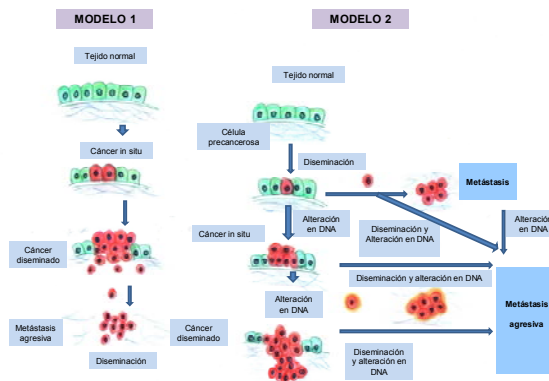 MODELO 1
Tejido normal
Cáncer in situ
Cáncer
diseminado
Metástasis
agresiva
Diseminación
MODELO 2
Tejido normal
Célula
precancerosa
Diseminación
Metástasis
Alteración
en DNA
Diseminación y
Alteración en DNA
Alteración
en DNA
Cáncer in situ
Diseminación y alteración en DNA
Alteración
en DNA
Metástasis
agresiva
Cáncer
diseminado
Diseminación
y alteración en
DNA